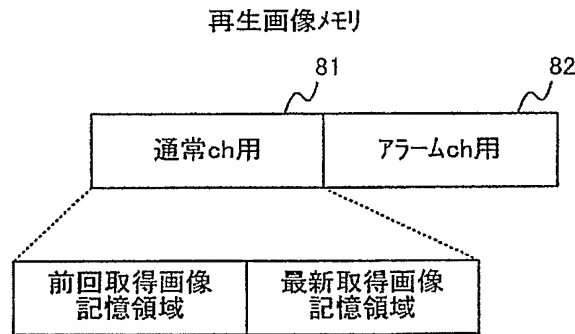 再生画像メモリ
81
82
通常ch用
アラームch用
前回取得画像
記憶領域
最新取得画像
記憶領域